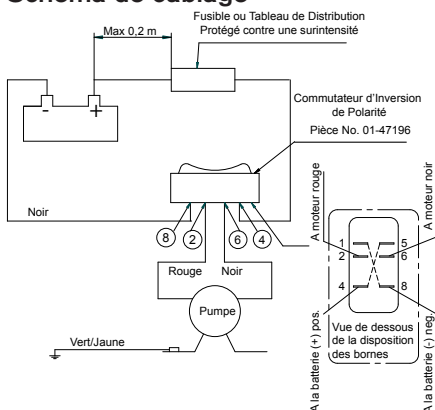 Schéma de câblage
Fusible ou Tableau de Distribution
Protégé contre une surintensité
Max 0,2 m
- +
Commutateur d'Inversion
de Polarité
Pièce No. 01-47196
Noir
8 2 6 4
Rouge Noir
Pompe
Vert/Jaune
A moteur rouge
A moteur noir
1 5
2 6
4 8
Vue de dessous
de la disposition
des bornes
A la batterie (+) pos.
A la batterie (-) neg.